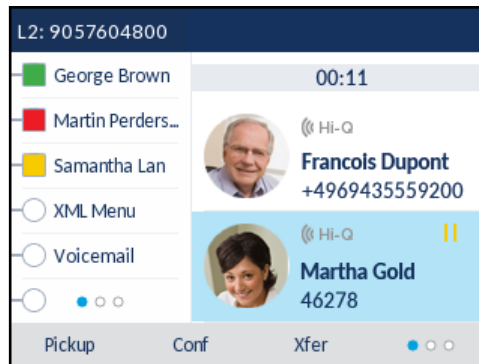 L2: 9057604800
George Brown
Martin Perders...
Samantha Lan
XML Menu
Voicemail
00:11
Hi-Q
Francois Dupont
+4969435559200
Hi-Q
Martha Gold
46278
Pickup Conf Xfer